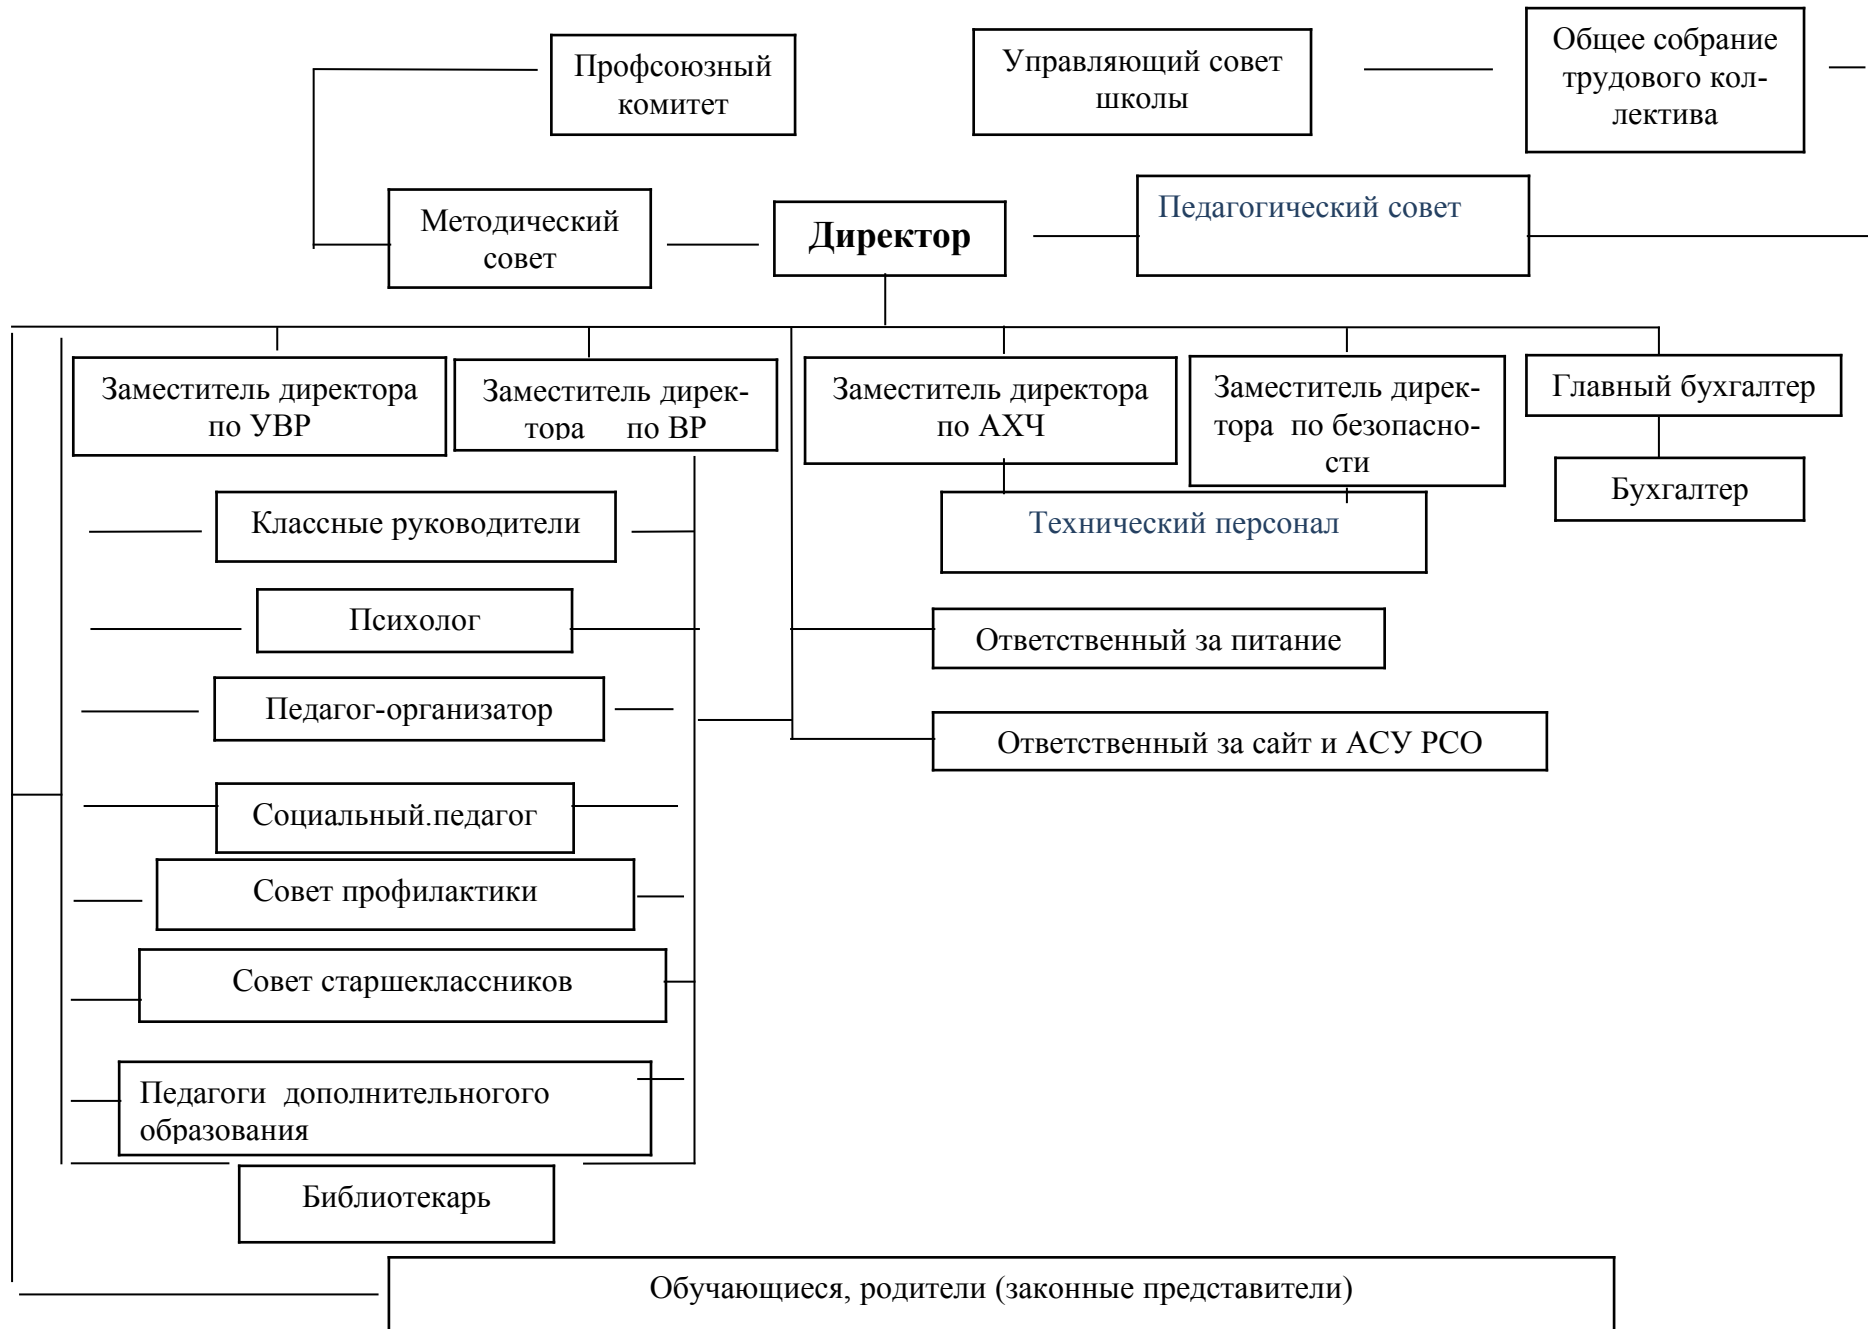 Профсоюзный
комитет
Управляющий совет
школы
Общее собрание
трудового кол-
лектива
Методический
совет
Директор
Педагогический совет
Заместитель директора
по УВР
Заместитель дирек-
тора по ВР
Заместитель директора
по АХЧ
Заместитель дирек-
тора по безопасно-
сти
Главный бухгалтер
Бухгалтер
Классные руководители
Технический персонал
Психолог
Ответственный за питание
Педагог-организатор
Ответственный за сайт и АСУ РСО
Социальный.педагог
Совет профилактики
Совет старшеклассников
Педагоги дополнительного
образования
Библиотекарь
Обучающиеся, родители (законные представители)